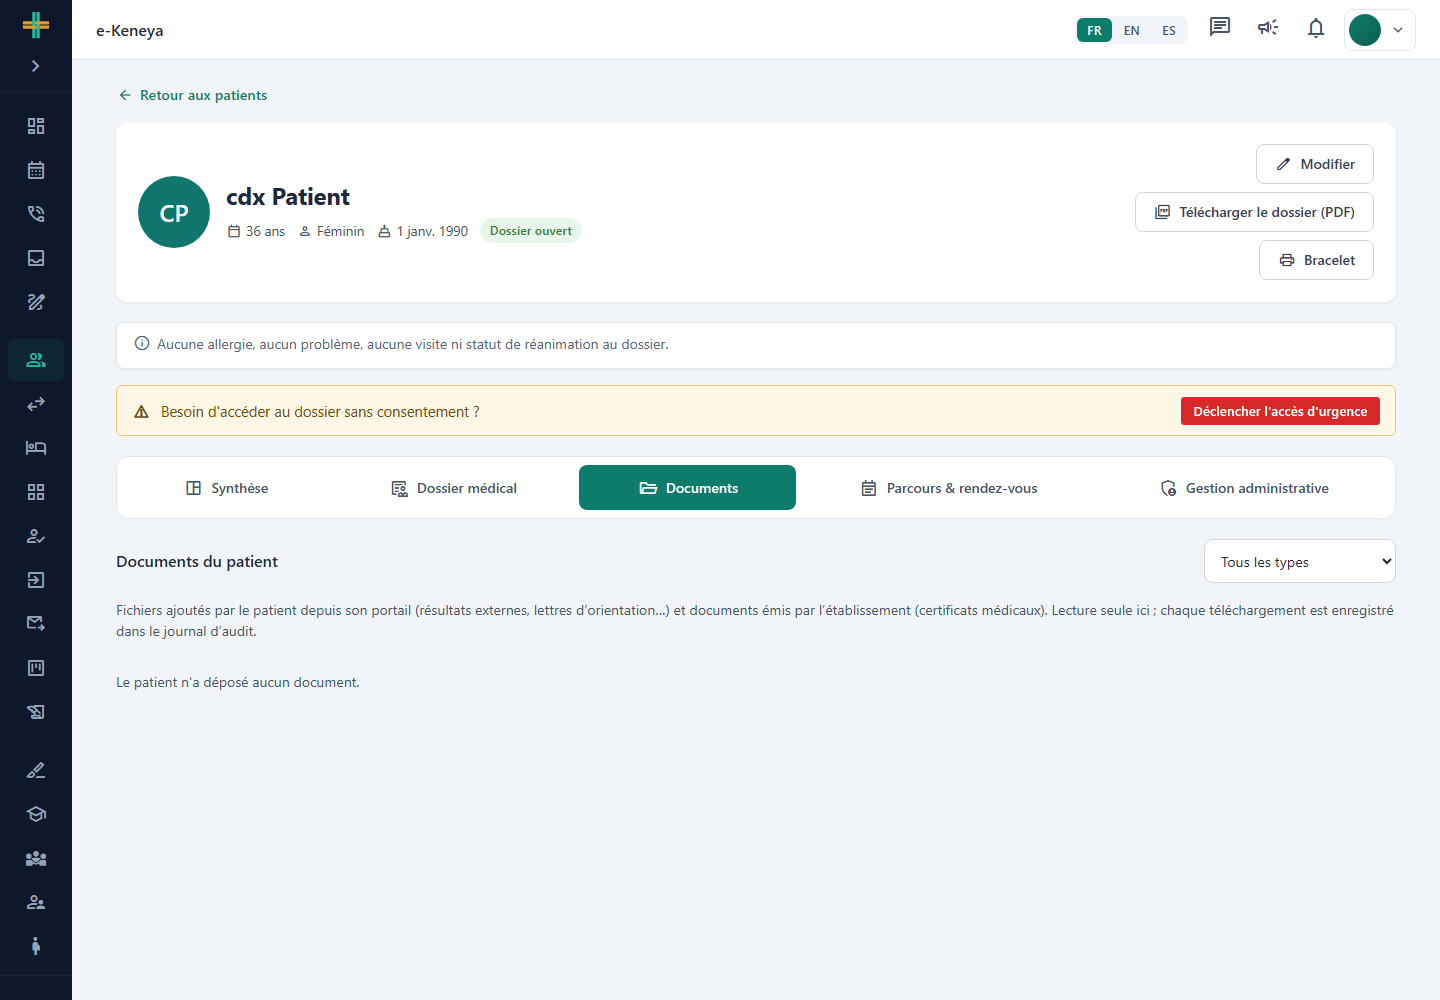 e-Keneya
FR EN ES
Retour aux patients
CP
cdx Patient
36 ans Féminin 1 janv. 1990 Dossier ouvert
Modifier
Télécharger le dossier (PDF)
Bracelet
Aucune allergie, aucun problème, aucune visite ni statut de réanimation au dossier.
Besoin d'accéder au dossier sans consentement ?
Déclencher l'accès d'urgence
Synthèse
Dossier médical
Documents
Parcours & rendez-vous
Gestion administrative
Documents du patient
Tous les types
Fichiers ajoutés par le patient depuis son portail (résultats externes, lettres d’orientation…) et documents émis par l’établissement (certificats médicaux). Lecture seule ici ; chaque téléchargement est enregistré
dans le journal d’audit.
Le patient n'a déposé aucun document.